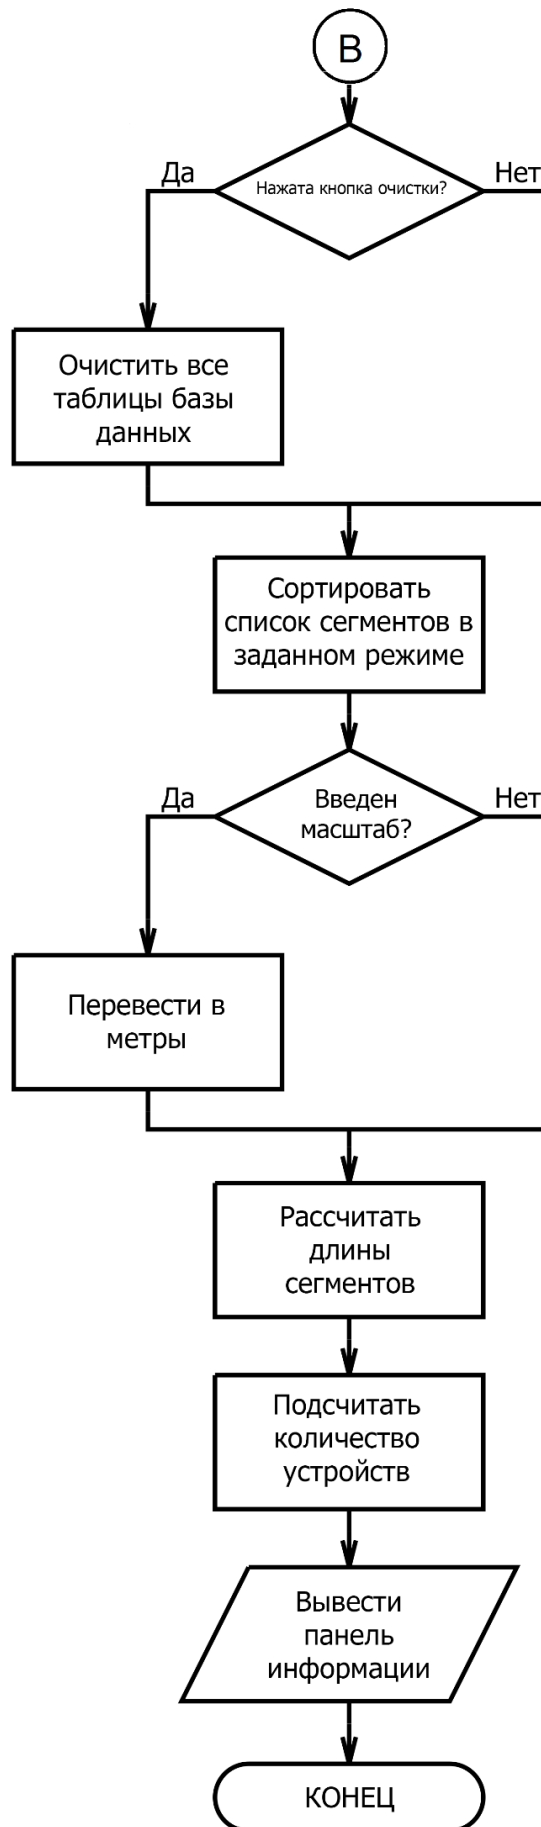 В
Нажата кнопка очистки?
Да
Нет
Очистить все
таблицы базы
данных
Сортировать
список сегментов в
заданном режиме
Да
Нет
Введен
масштаб?
Перевести в
метры
Рассчитать
длины
сегментов
Подсчитать
количество
устройств
Вывести
панель
информации
КОНЕЦ